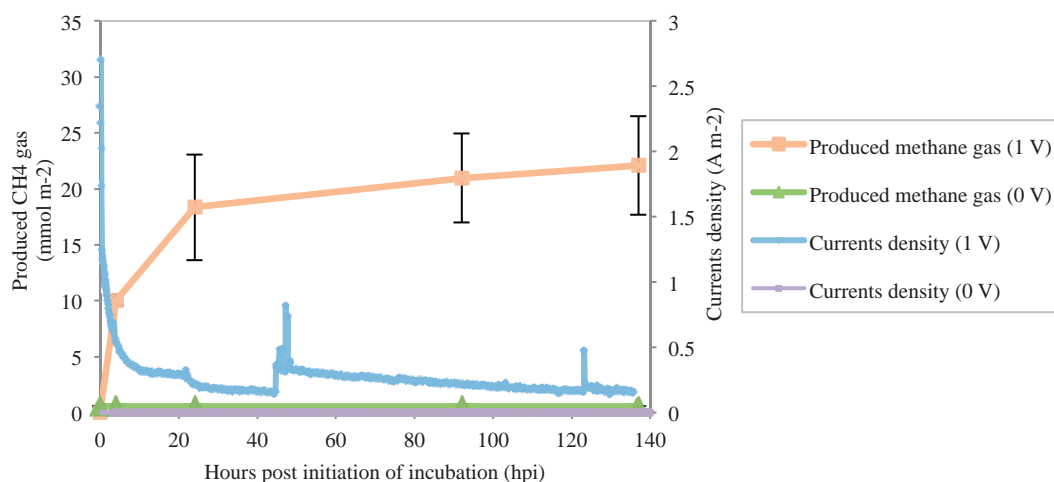 35
30
25
20
15
10
5
0
Produced CH4 gas
(mmol m-2)
3
2.5
2
1.5
1
0.5
0
Currents density (A m-2)
0 20 40 60 80 100 120 140
Hours post initiation of incubation (hpi)
Produced methane gas (1 V)
Produced methane gas (0 V)
Currents density (1 V)
Currents density (0 V)